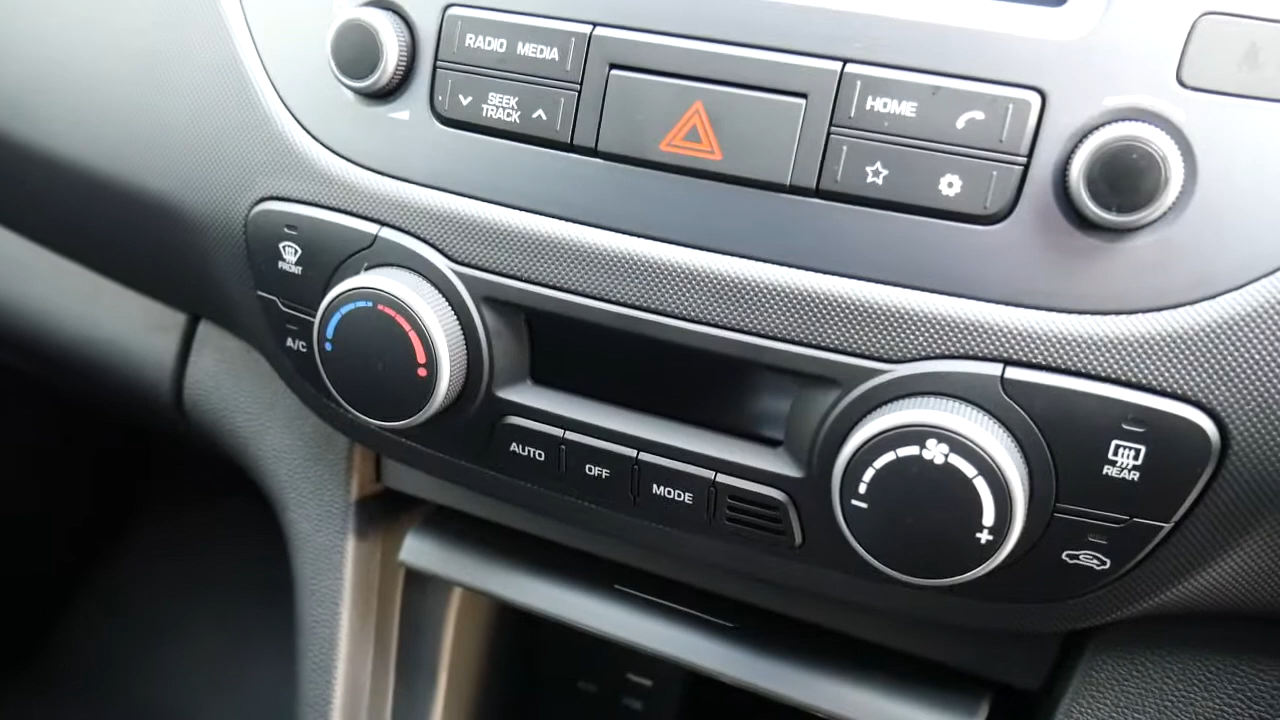 RADIO MEDIA
SEEK
TRACK
HOME
FRONT
A/C
AUTO
OFF
MODE
REAR